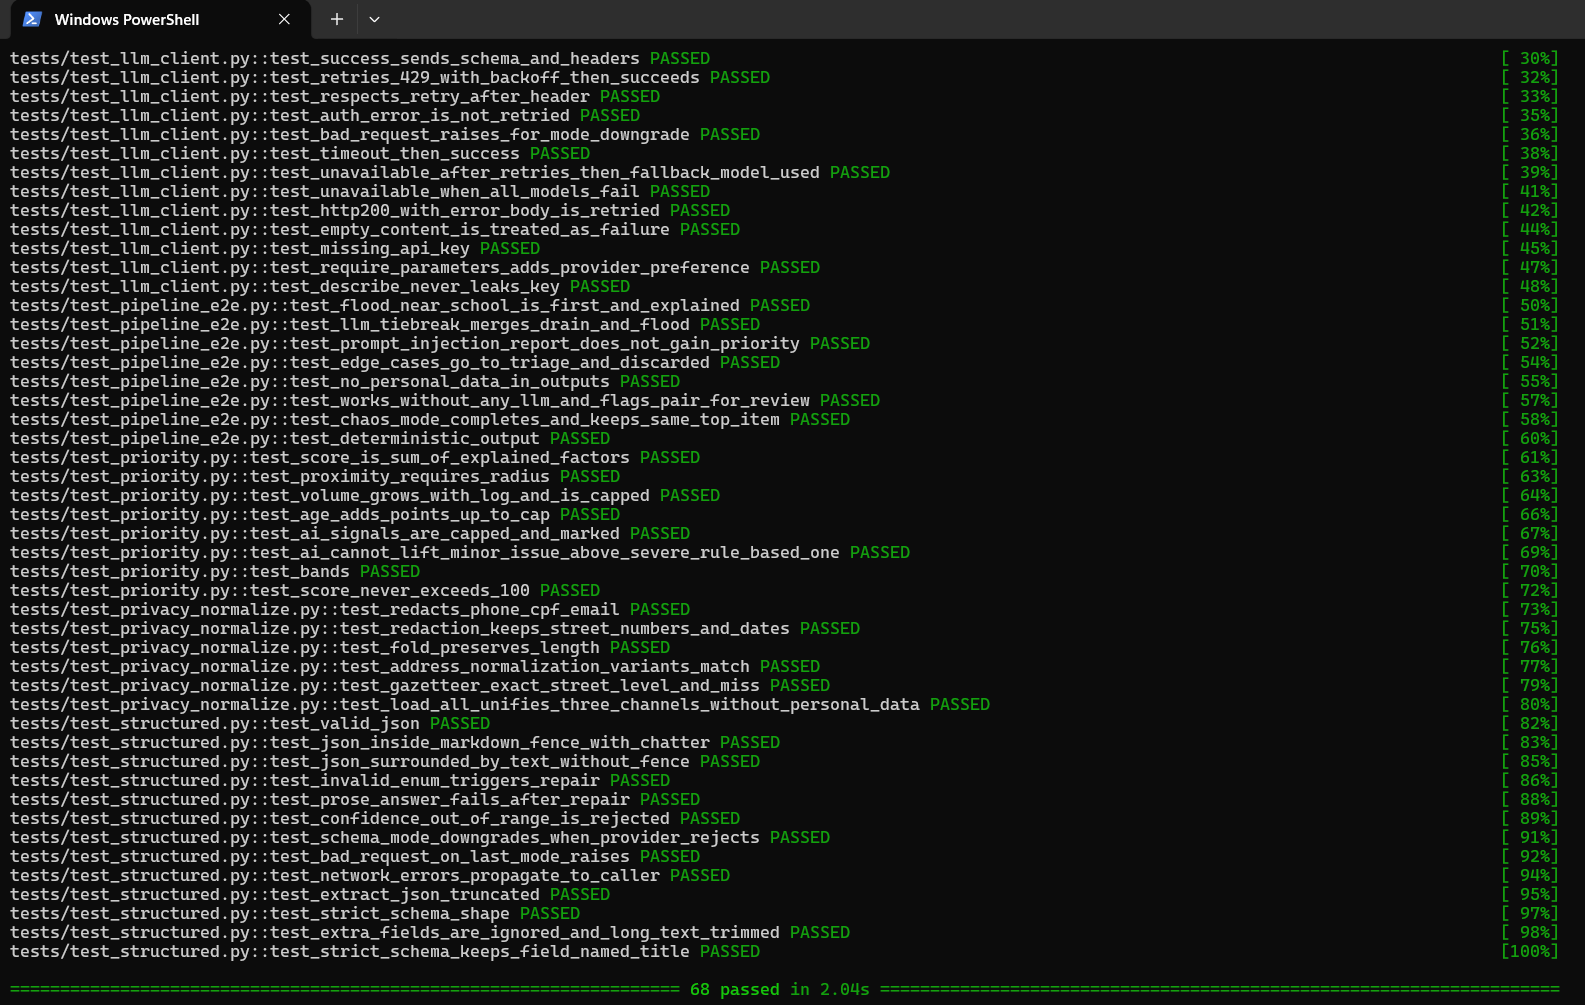 Windows PowerShell
tests/test_llm_client.py::test_success_sends_schema_and_headers PASSED [ 30%]
tests/test_llm_client.py::test_retries_429_with_backoff_then_succeeds PASSED [ 32%]
tests/test_llm_client.py::test_respects_retry_after_header PASSED [ 33%]
tests/test_llm_client.py::test_auth_error_is_not_retried PASSED [ 35%]
tests/test_llm_client.py::test_bad_request_raises_for_mode_downgrade PASSED [ 36%]
tests/test_llm_client.py::test_timeout_then_success PASSED [ 38%]
tests/test_llm_client.py::test_unavailable_after_retries_then_fallback_model_used PASSED [ 39%]
tests/test_llm_client.py::test_unavailable_when_all_models_fail PASSED [ 41%]
tests/test_llm_client.py::test_http200_with_error_body_is_retried PASSED [ 42%]
tests/test_llm_client.py::test_empty_content_is_treated_as_failure PASSED [ 44%]
tests/test_llm_client.py::test_missing_api_key PASSED [ 45%]
tests/test_llm_client.py::test_require_parameters_adds_provider_preference PASSED [ 47%]
tests/test_llm_client.py::test_describe_never_leaks_key PASSED [ 48%]
tests/test_pipeline_e2e.py::test_flood_near_school_is_first_and_explained PASSED [ 50%]
tests/test_pipeline_e2e.py::test_llm_tiebreak_merges_drain_and_flood PASSED [ 51%]
tests/test_pipeline_e2e.py::test_prompt_injection_report_does_not_gain_priority PASSED [ 52%]
tests/test_pipeline_e2e.py::test_edge_cases_go_to_triage_and_discarded PASSED [ 54%]
tests/test_pipeline_e2e.py::test_no_personal_data_in_outputs PASSED [ 55%]
tests/test_pipeline_e2e.py::test_works_without_any_llm_and_flags_pair_for_review PASSED [ 57%]
tests/test_pipeline_e2e.py::test_chaos_mode_completes_and_keeps_same_top_item PASSED [ 58%]
tests/test_pipeline_e2e.py::test_deterministic_output PASSED [ 60%]
tests/test_priority.py::test_score_is_sum_of_explained_factors PASSED [ 61%]
tests/test_priority.py::test_proximity_requires_radius PASSED [ 63%]
tests/test_priority.py::test_volume_grows_with_log_and_is_capped PASSED [ 64%]
tests/test_priority.py::test_age_adds_points_up_to_cap PASSED [ 66%]
tests/test_priority.py::test_ai_signals_are_capped_and_marked PASSED [ 67%]
tests/test_priority.py::test_ai_cannot_lift_minor_issue_above_severe_rule_based_one PASSED [ 69%]
tests/test_priority.py::test_bands PASSED [ 70%]
tests/test_priority.py::test_score_never_exceeds_100 PASSED [ 72%]
tests/test_privacy_normalize.py::test_redacts_phone_cpf_email PASSED [ 73%]
tests/test_privacy_normalize.py::test_redaction_keeps_street_numbers_and_dates PASSED [ 75%]
tests/test_privacy_normalize.py::test_fold_preserves_length PASSED [ 76%]
tests/test_privacy_normalize.py::test_address_normalization_variants_match PASSED [ 77%]
tests/test_privacy_normalize.py::test_gazetteer_exact_street_level_and_miss PASSED [ 79%]
tests/test_privacy_normalize.py::test_load_all_unifies_three_channels_without_personal_data PASSED [ 80%]
tests/test_structured.py::test_valid_json PASSED [ 82%]
tests/test_structured.py::test_json_inside_markdown_fence_with_chatter PASSED [ 83%]
tests/test_structured.py::test_json_surrounded_by_text_without_fence PASSED [ 85%]
tests/test_structured.py::test_invalid_enum_triggers_repair PASSED [ 86%]
tests/test_structured.py::test_prose_answer_fails_after_repair PASSED [ 88%]
tests/test_structured.py::test_confidence_out_of_range_is_rejected PASSED [ 89%]
tests/test_structured.py::test_schema_mode_downgrades_when_provider_rejects PASSED [ 91%]
tests/test_structured.py::test_bad_request_on_last_mode_raises PASSED [ 92%]
tests/test_structured.py::test_network_errors_propagate_to_caller PASSED [ 94%]
tests/test_structured.py::test_extract_json_truncated PASSED [ 95%]
tests/test_structured.py::test_strict_schema_shape PASSED [ 97%]
tests/test_structured.py::test_extra_fields_are_ignored_and_long_text_trimmed PASSED [ 98%]
tests/test_structured.py::test_strict_schema_keeps_field_named_title PASSED [100%]
=================================================================== 68 passed in 2.04s ====================================================================